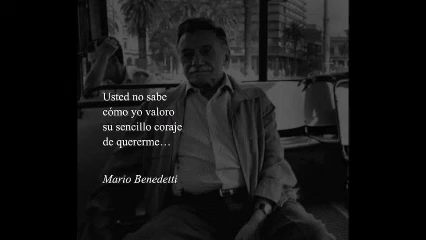 Usted no sabe
cómo yo valoro
su sencillo coraje
de quererme…
Mario Benedetti